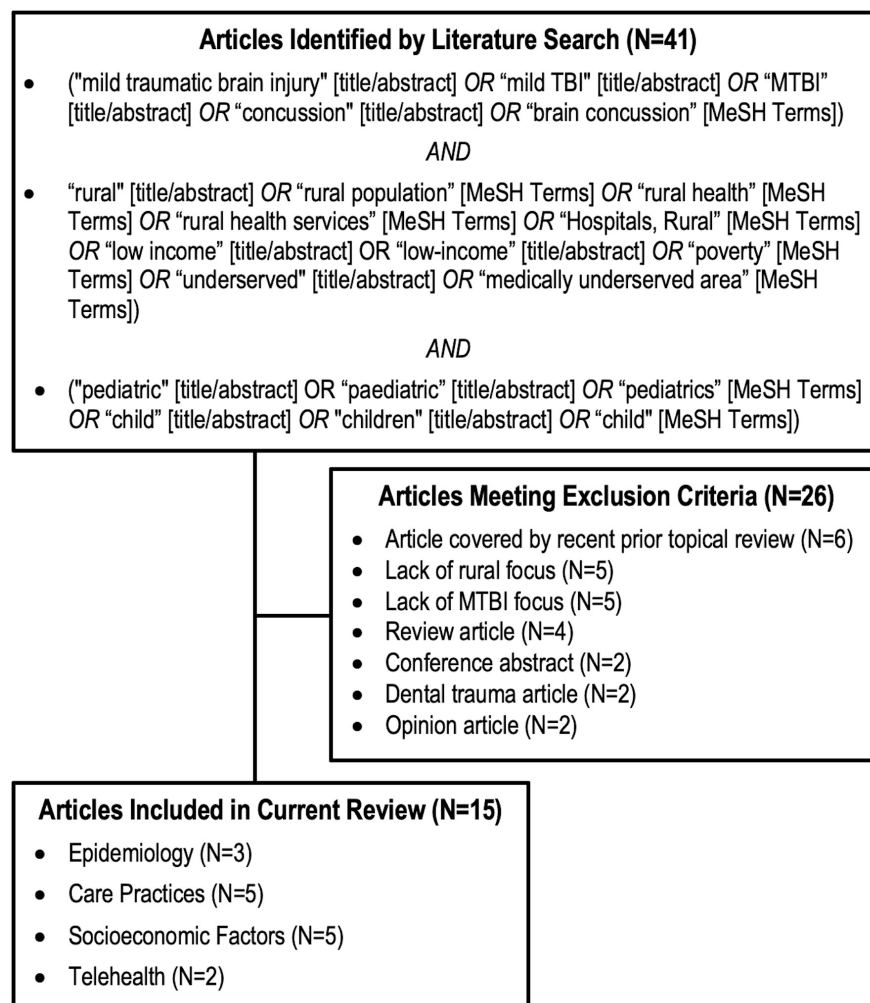 Articles Identified by Literature Search (N=41)
• ("mild traumatic brain injury" [title/abstract] OR “mild TBI" [title/abstract] OR “MTBI”
[title/abstract] OR “concussion" [title/abstract] OR “brain concussion” [MeSH Terms])
AND
• “rural" [title/abstract] OR “rural population” [MeSH Terms] OR “rural health” [MeSH
Terms] OR “rural health services” [MeSH Terms] OR “Hospitals, Rural” [MeSH Terms]
OR “low income” [title/abstract] OR “low-income” [title/abstract] OR “poverty” [MeSH
Terms] OR “underserved" [title/abstract] OR “medically underserved area” [MeSH
Terms])
AND
• ("pediatric" [title/abstract] OR “paediatric” [title/abstract] OR “pediatrics” [MeSH Terms]
OR “child” [title/abstract] OR "children" [title/abstract] OR “child" [MeSH Terms])
Articles Meeting Exclusion Criteria (N=26)
• Article covered by recent prior topical review (N=6)
• Lack of rural focus (N=5)
• Lack of MTBI focus (N=5)
• Review article (N=4)
• Conference abstract (N=2)
• Dental trauma article (N=2)
• Opinion article (N=2)
Articles Included in Current Review (N=15)
• Epidemiology (N=3)
• Care Practices (N=5)
• Socioeconomic Factors (N=5)
• Telehealth (N=2)